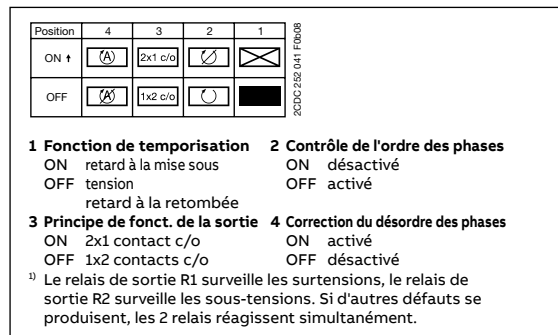 Position 4 3 2 1
ON ↑ (A) 2x1 c/o
OFF (A) 1x2 c/o
2CDC 252 041 F0b08
1 Fonction de temporisation
ON retard à la mise sous
OFF tension
retard à la retombée
2 Contrôle de l'ordre des phases
ON désactivé
OFF activé
3 Principe de fonct. de la sortie
ON 2x1 contact c/o
OFF 1x2 contacts c/o
4 Correction du désordre des phases
ON activé
OFF désactivé
1) Le relais de sortie R1 surveille les surtensions, le relais de
sortie R2 surveille les sous-tensions. Si d'autres défauts se
produisent, les 2 relais réagissent simultanément.